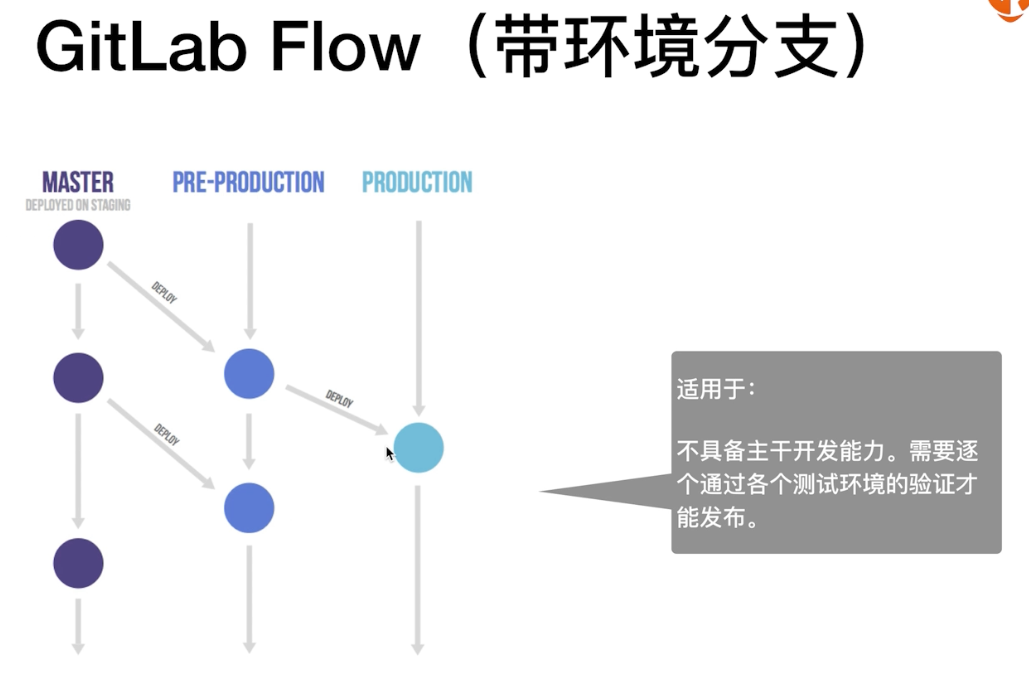 GitLab Flow（带环境分支）
MASTER
DEPLOYED ON STAGING
PRE-PRODUCTION
PRODUCTION
DEPLOY
DEPLOY
DEPLOY
适用于：
不具备主干开发能力。需要逐
个通过各个测试环境的验证才
能发布。